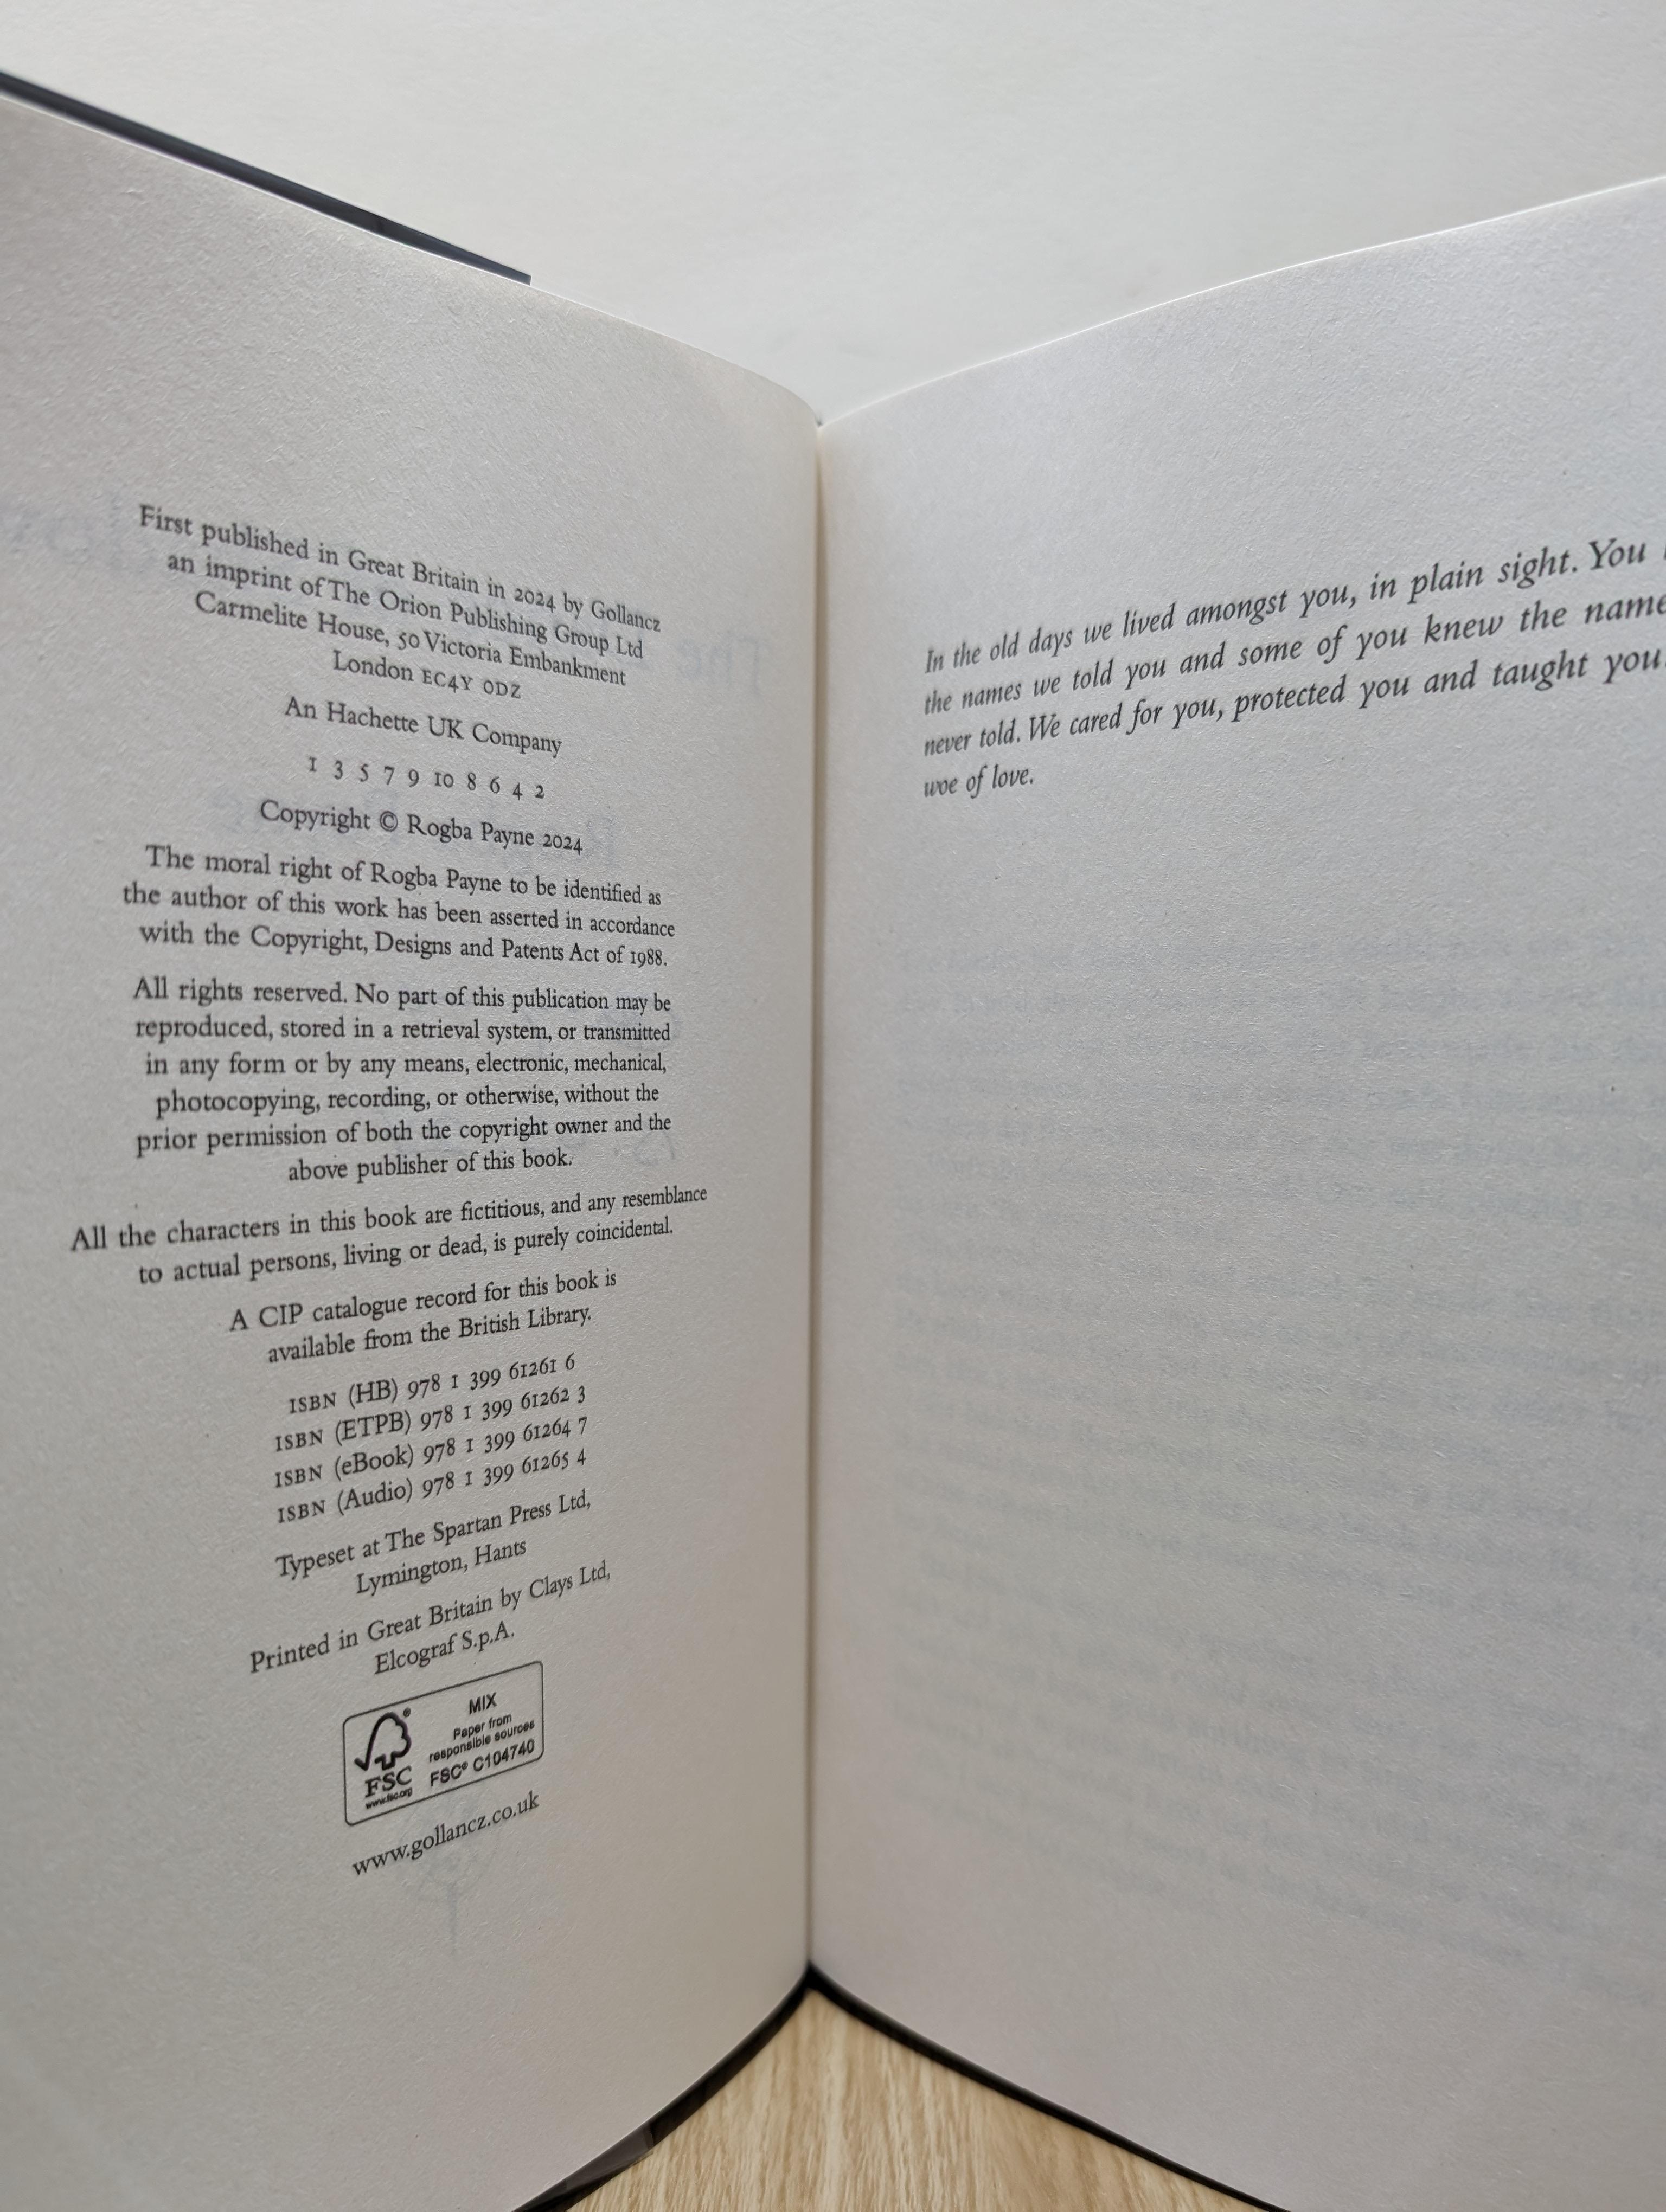 First published in Great Britain in 2024 by Gollancz
an imprint of The Orion Publishing Group Ltd
Carmelite House, 50 Victoria Embankment
London EC4Y 0DZ
An Hachette UK Company
1 3 5 7 9 10 8 6 4 2
Copyright © Rogba Payne 2024
The moral right of Rogba Payne to be identified as
the author of this work has been asserted in accordance
with the Copyright, Designs and Patents Act of 1988.
All rights reserved. No part of this publication may be
reproduced, stored in a retrieval system, or transmitted
in any form or by any means, electronic, mechanical,
photocopying, recording, or otherwise, without the
prior permission of both the copyright owner and the
above publisher of this book.
All the characters in this book are fictitious, and any resemblance
to actual persons, living or dead, is purely coincidental.
A CIP catalogue record for this book is
available from the British Library.
ISBN (HB) 978 1 399 61261 6
ISBN (ETPB) 978 1 399 61262 3
ISBN (eBook) 978 1 399 61264 7
ISBN (Audio) 978 1 399 61265 4
Typeset at The Spartan Press Ltd,
Lymington, Hants
Printed in Great Britain by Clays Ltd,
Elcograf S.p.A.
MIX
Paper from
responsible sources
FSC® C104740
FSC
www.fsc.org
www.gollancz.co.uk
In the old days we lived amongst you, in plain sight. You
the names we told you and some of you knew the name
never told. We cared for you, protected you and taught you
woe of love.